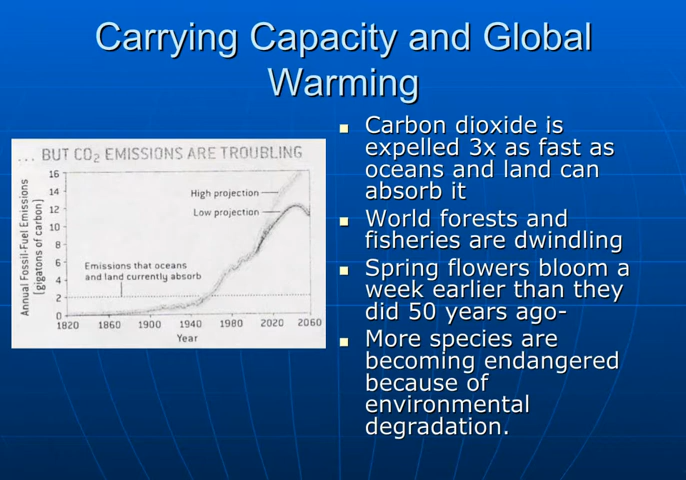 Carrying Capacity and Global
Warming
... BUT CO₂ EMISSIONS ARE TROUBLING
Annual Fossil-Fuel Emissions
(gigatons of carbon)
16
14
12
10
8
6
4
2
0
High projection
Low projection
Emissions that oceans
and land currently absorb
1820 1860 1900 1940 1980 2020 2060
Year
Carbon dioxide is
expelled 3x as fast as
oceans and land can
absorb it
World forests and
fisheries are dwindling
Spring flowers bloom a
week earlier than they
did 50 years ago-
More species are
becoming endangered
because of
environmental
degradation.